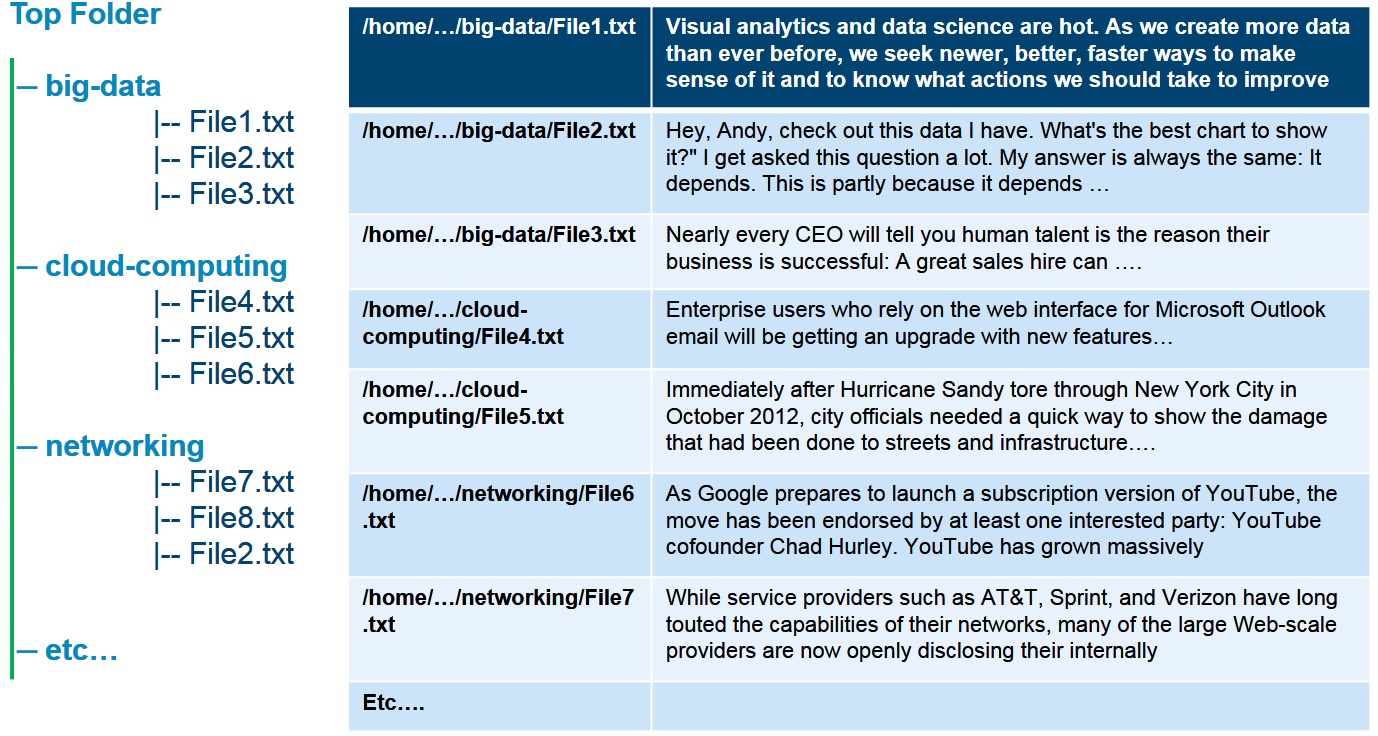 Top Folder
— big-data
|-- File1.txt
|-- File2.txt
|-- File3.txt
— cloud-computing
|-- File4.txt
|-- File5.txt
|-- File6.txt
— networking
|-- File7.txt
|-- File8.txt
|-- File2.txt
— etc…
/home/…/big-data/File1.txt
Visual analytics and data science are hot. As we create more data
than ever before, we seek newer, better, faster ways to make
sense of it and to know what actions we should take to improve
/home/…/big-data/File2.txt
Hey, Andy, check out this data I have. What's the best chart to show
it?" I get asked this question a lot. My answer is always the same: It
depends. This is partly because it depends …
/home/…/big-data/File3.txt
Nearly every CEO will tell you human talent is the reason their
business is successful: A great sales hire can ….
/home/…/cloud-
computing/File4.txt
Enterprise users who rely on the web interface for Microsoft Outlook
email will be getting an upgrade with new features…
/home/…/cloud-
computing/File5.txt
Immediately after Hurricane Sandy tore through New York City in
October 2012, city officials needed a quick way to show the damage
that had been done to streets and infrastructure….
/home/…/networking/File6
.txt
As Google prepares to launch a subscription version of YouTube, the
move has been endorsed by at least one interested party: YouTube
cofounder Chad Hurley. YouTube has grown massively
/home/…/networking/File7
.txt
While service providers such as AT&T, Sprint, and Verizon have long
touted the capabilities of their networks, many of the large Web-scale
providers are now openly disclosing their internally
Etc….